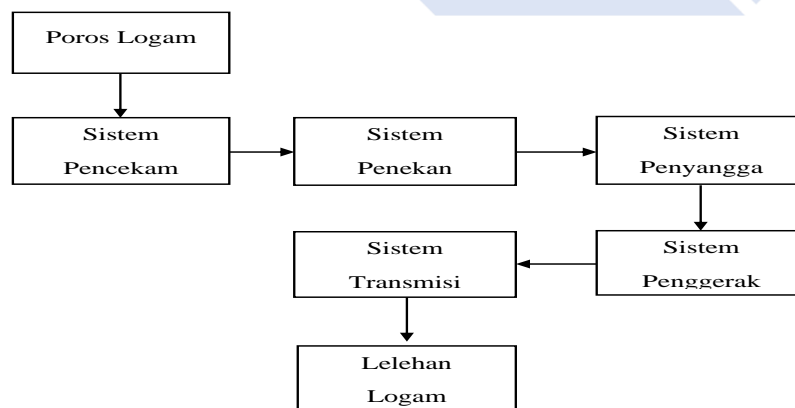 Poros Logam
Sistem
Pencekam
Sistem
Penekan
Sistem
Penyangga
Sistem
Penggerak
Sistem
Transmisi
Lelehan
Logam